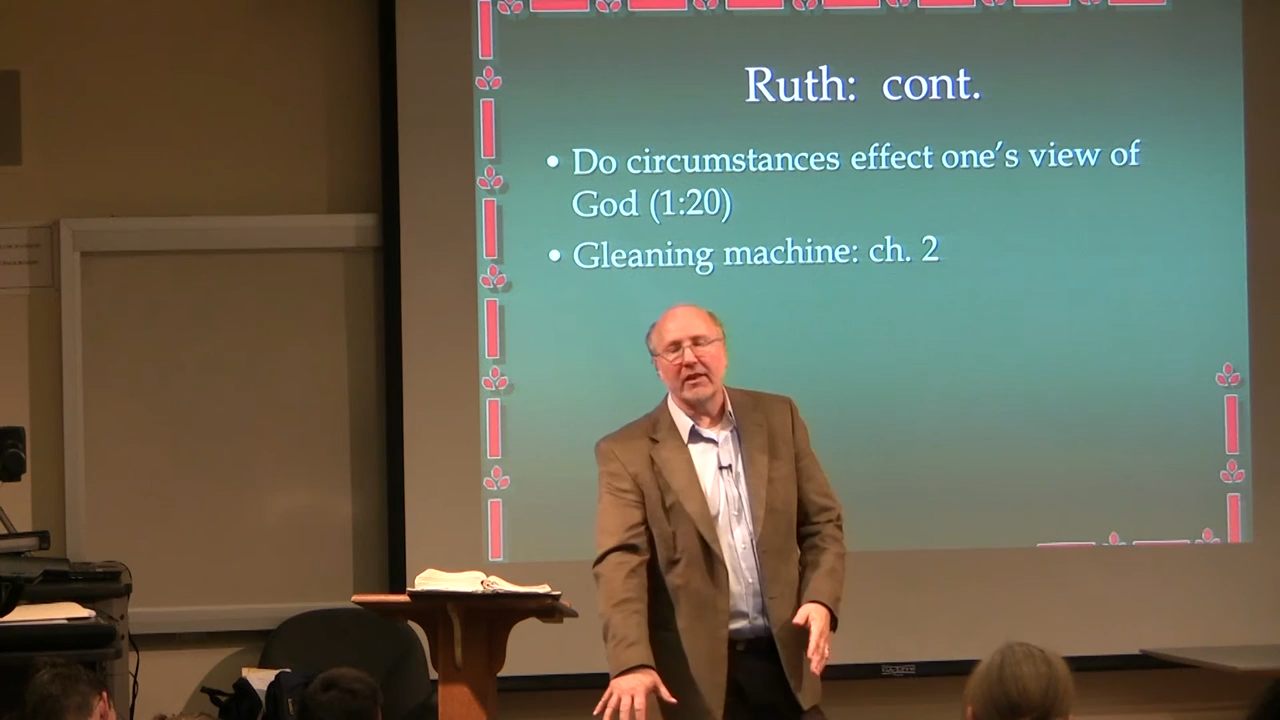 Ruth: cont.
• Do circumstances effect one's view of
God (1:20)
• Gleaning machine: ch. 2